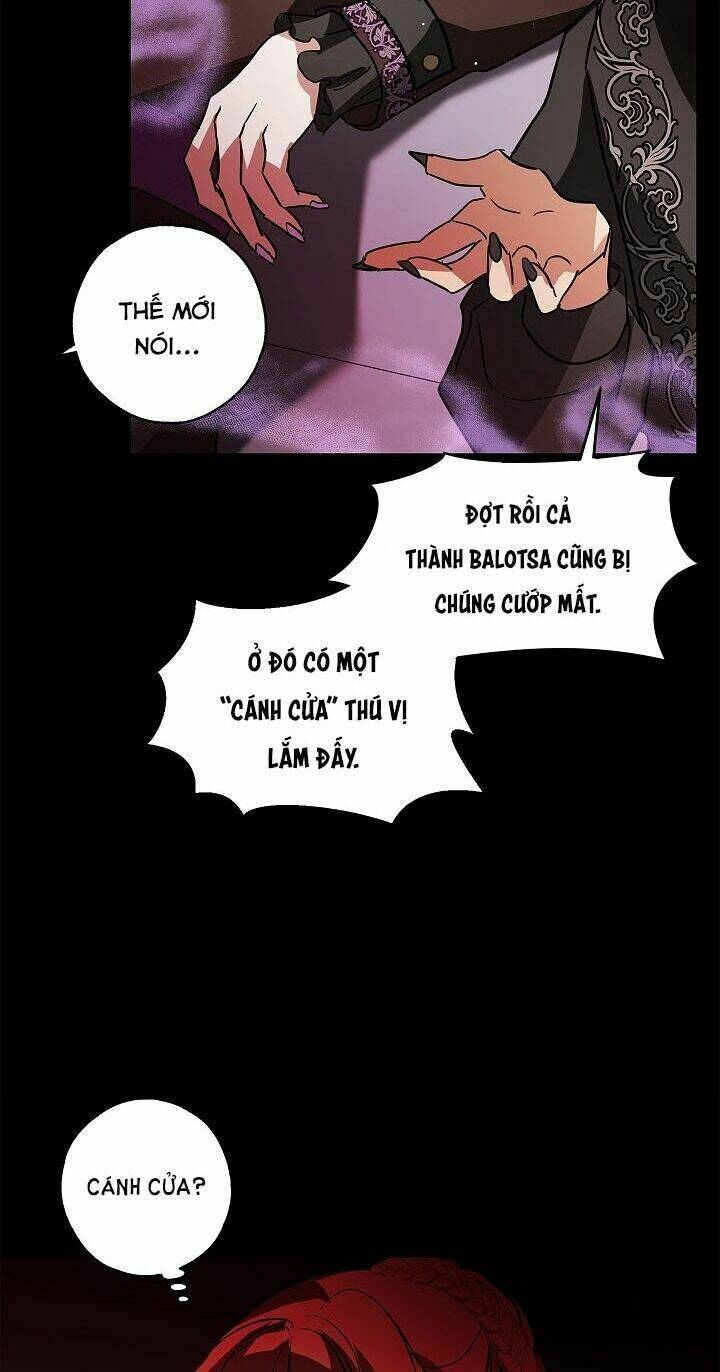 THẾ MỚI
NÓI...
ĐỢT RỒI CẢ
THÀNH BALOTSA CŨNG BỊ
CHÚNG CƯỚP MẤT.
Ở ĐÓ CÓ MỘT
“CÁNH CỬA” THÚ VỊ
LẮM ĐẤY.
CÁNH CỬA?